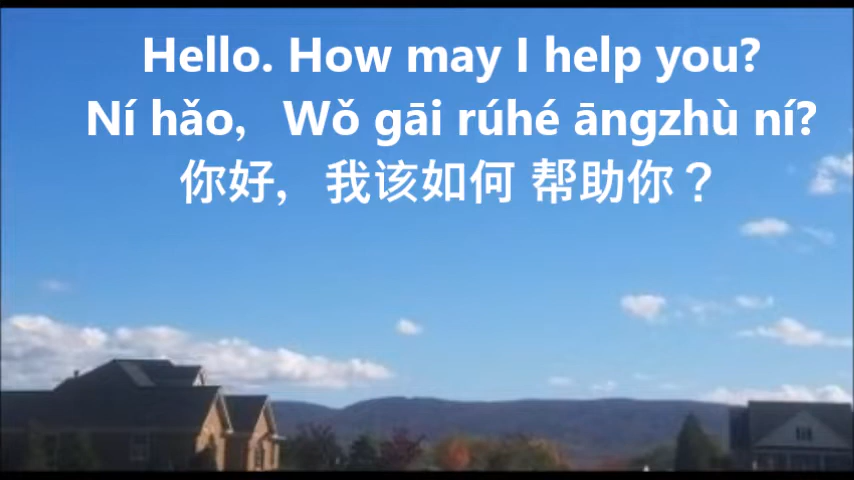 Hello. How may I help you?
Ní hǎo, Wǒ gāi rúhé āngzhù ní?
你好, 我该如何 帮助你？